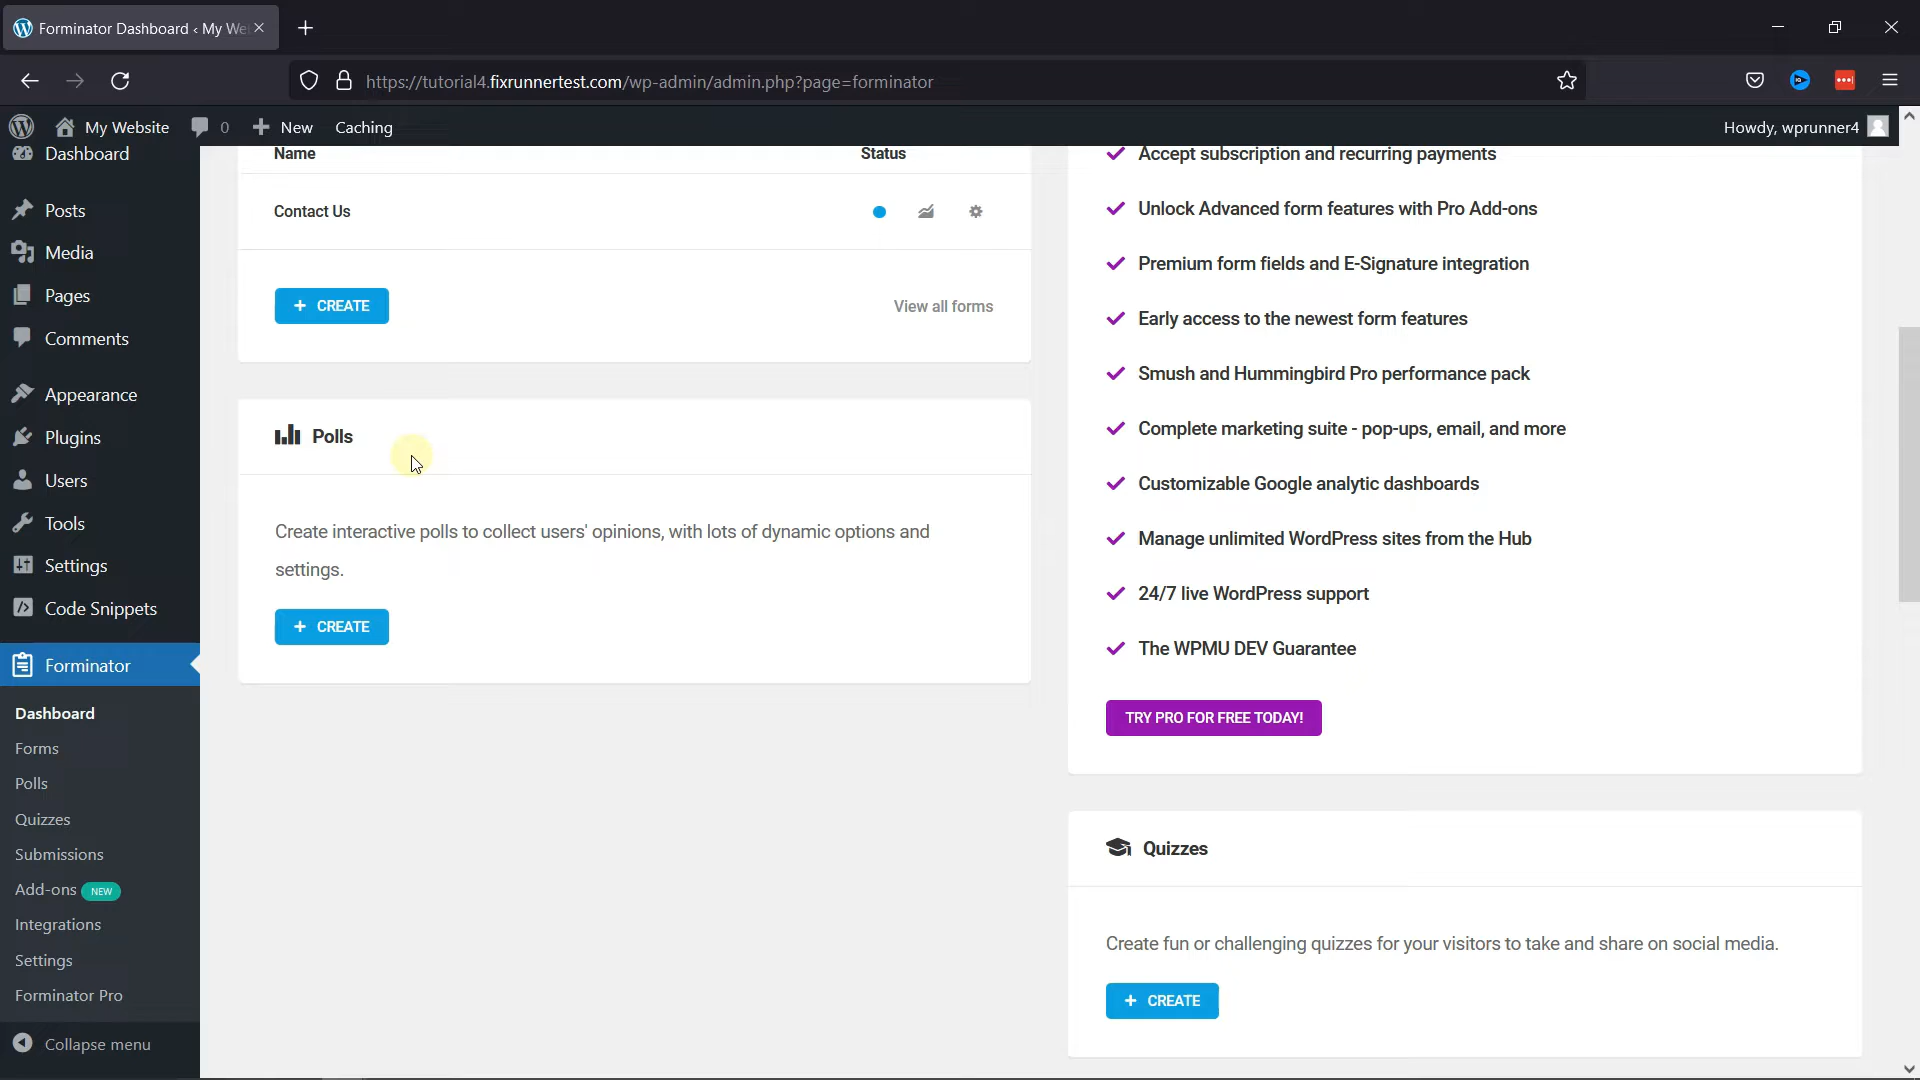 Forminator Dashboard ‹ My We
https://tutorial4.fixrunnertest.com/wp-admin/admin.php?page=forminator
My Website 0 New Caching Howdy, wprunner4
Dashboard
Posts
Media
Pages
Comments
Appearance
Plugins
Users
Tools
Settings
Code Snippets
Forminator
Dashboard
Forms
Polls
Quizzes
Submissions
Add-ons NEW
Integrations
Settings
Forminator Pro
Collapse menu
Name Status
Contact Us
+ CREATE View all forms
Polls
Create interactive polls to collect users' opinions, with lots of dynamic options and
settings.
+ CREATE
Accept subscription and recurring payments
Unlock Advanced form features with Pro Add-ons
Premium form fields and E-Signature integration
Early access to the newest form features
Smush and Hummingbird Pro performance pack
Complete marketing suite - pop-ups, email, and more
Customizable Google analytic dashboards
Manage unlimited WordPress sites from the Hub
24/7 live WordPress support
The WPMU DEV Guarantee
TRY PRO FOR FREE TODAY!
Quizzes
Create fun or challenging quizzes for your visitors to take and share on social media.
+ CREATE